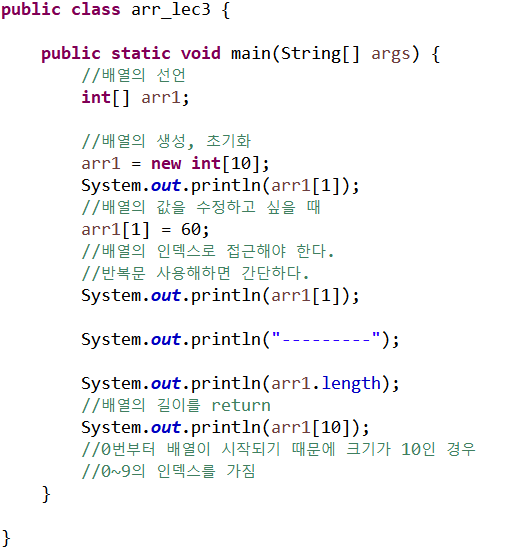 public class arr_lec3 {
public static void main(String[] args) {
//배열의 선언
int[] arr1;
//배열의 생성, 초기화
arr1 = new int[10];
System.out.println(arr1[1]);
//배열의 값을 수정하고 싶을 때
arr1[1] = 60;
//배열의 인덱스로 접근해야 한다.
//반복문 사용해하면 간단하다.
System.out.println(arr1[1]);
System.out.println("---------");
System.out.println(arr1.length);
//배열의 길이를 return
System.out.println(arr1[10]);
//0번부터 배열이 시작되기 때문에 크기가 10인 경우
//0~9의 인덱스를 가짐
}
}